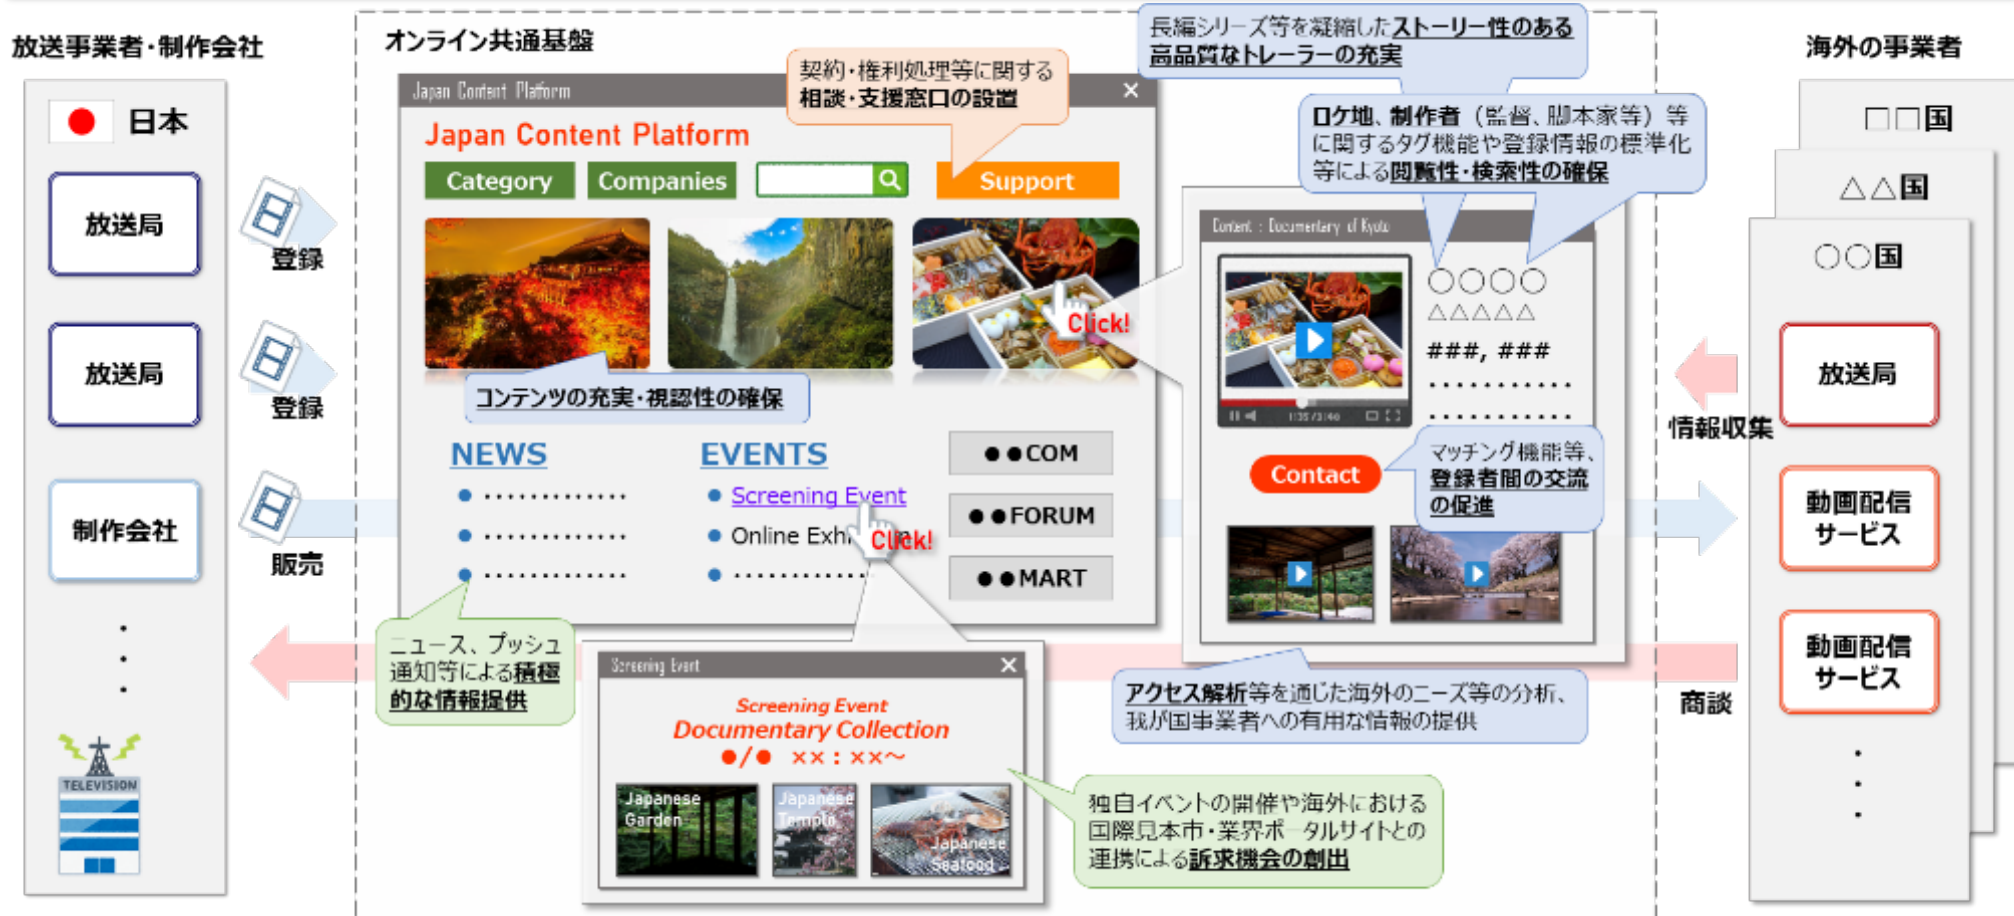 放送事業者・制作会社
日本
放送局
登録
放送局
登録
制作会社
販売
TELEVISION
オンライン共通基盤
Japan Content Platform
×
Japan Content Platform
Category
Companies
Support
契約・権利処理等に関する
相談・支援窓口の設置
長編シリーズ等を凝縮したストーリー性のある
高品質なトレーラーの充実
ロケ地、制作者（監督、脚本家等）等
に関するタグ機能や登録情報の標準化
等による閲覧性・検索性の確保
Click!
コンテンツの充実・視認性の確保
NEWS
••••••••••••
••••••••••••
••••••••••••
EVENTS
Screening Event
Online
Click!
••••••••••••
●●COM
●●FORUM
●●MART
ニュース、プッシュ
通知等による積極
的な情報提供
Content : Documentary of Kyoto
○○○○
△△△△△
###, ###
•••••••••••
•••••••••••
Contact
マッチング機能等、
登録者間の交流
の促進
アクセス解析等を通じた海外のニーズ等の分析、
我が国事業者への有用な情報の提供
Screening Event
×
Screening Event
Documentary Collection
●/● ××：××～
Japanese
Garden
Japanese
Temple
Japanese
Seafood
独自イベントの開催や海外における
国際見本市・業界ポータルサイトとの
連携による訴求機会の創出
海外の事業者
□□国
△△国
○○国
放送局
情報収集
動画配信
サービス
動画配信
サービス
商談